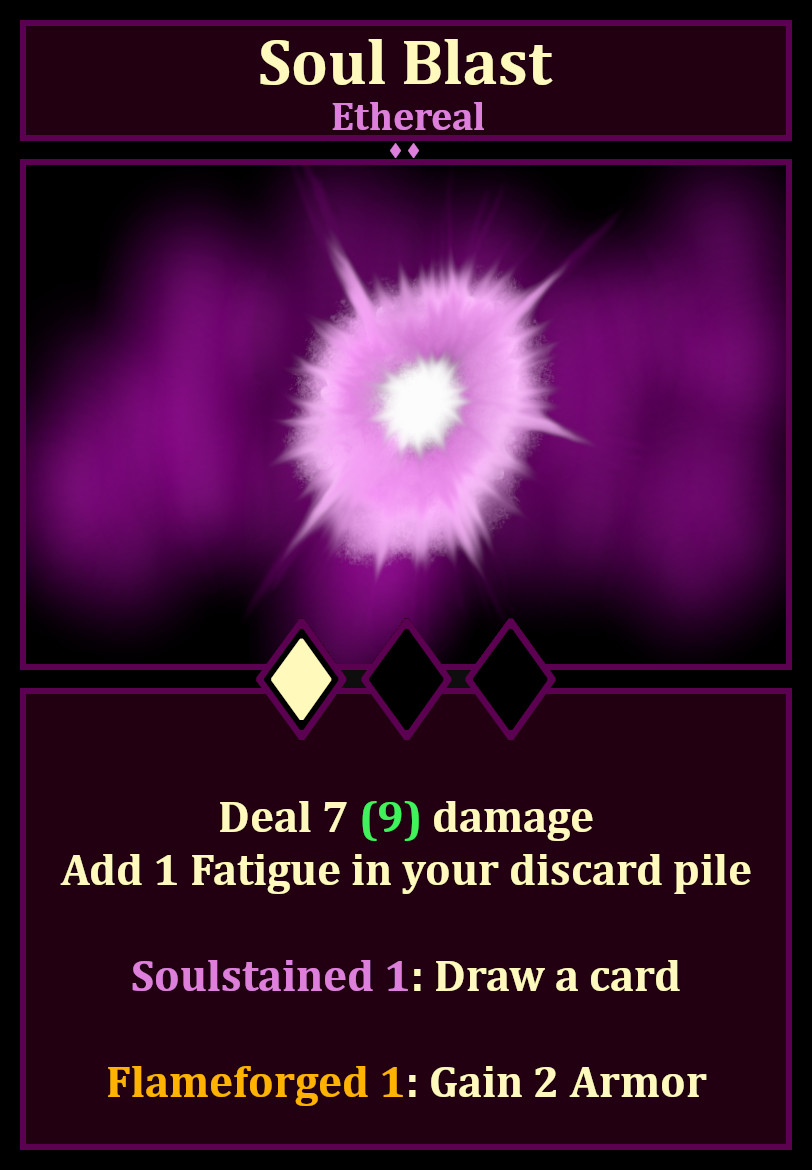 Soul Blast
Ethereal
Deal 7 (9) damage
Add 1 Fatigue in your discard pile
Soulstained 1: Draw a card
Flameforged 1: Gain 2 Armor